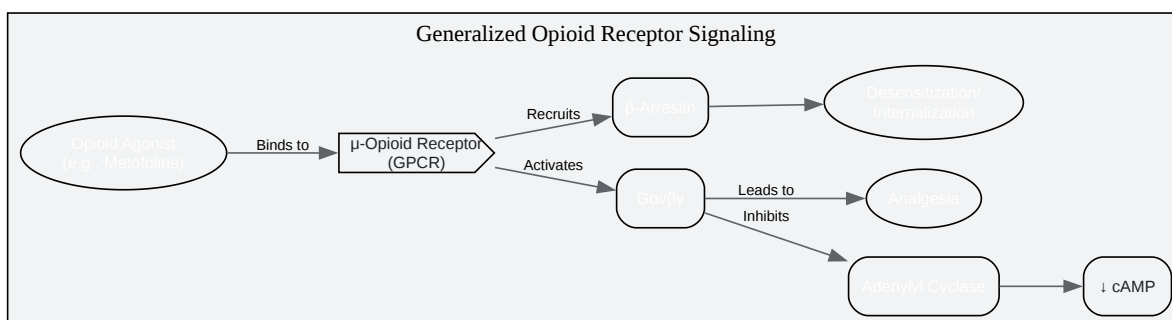 Generalized Opioid Receptor Signaling
Opioid Agonist
(e.g., Metofoline)
Binds to
μ-Opioid Receptor
(GPCR)
Recruits
β-Arrestin
Desensitization/
Internalization
Activates
Gαi/βγ
Leads to
Analgesia
Inhibits
Adenylyl Cyclase
↓ cAMP